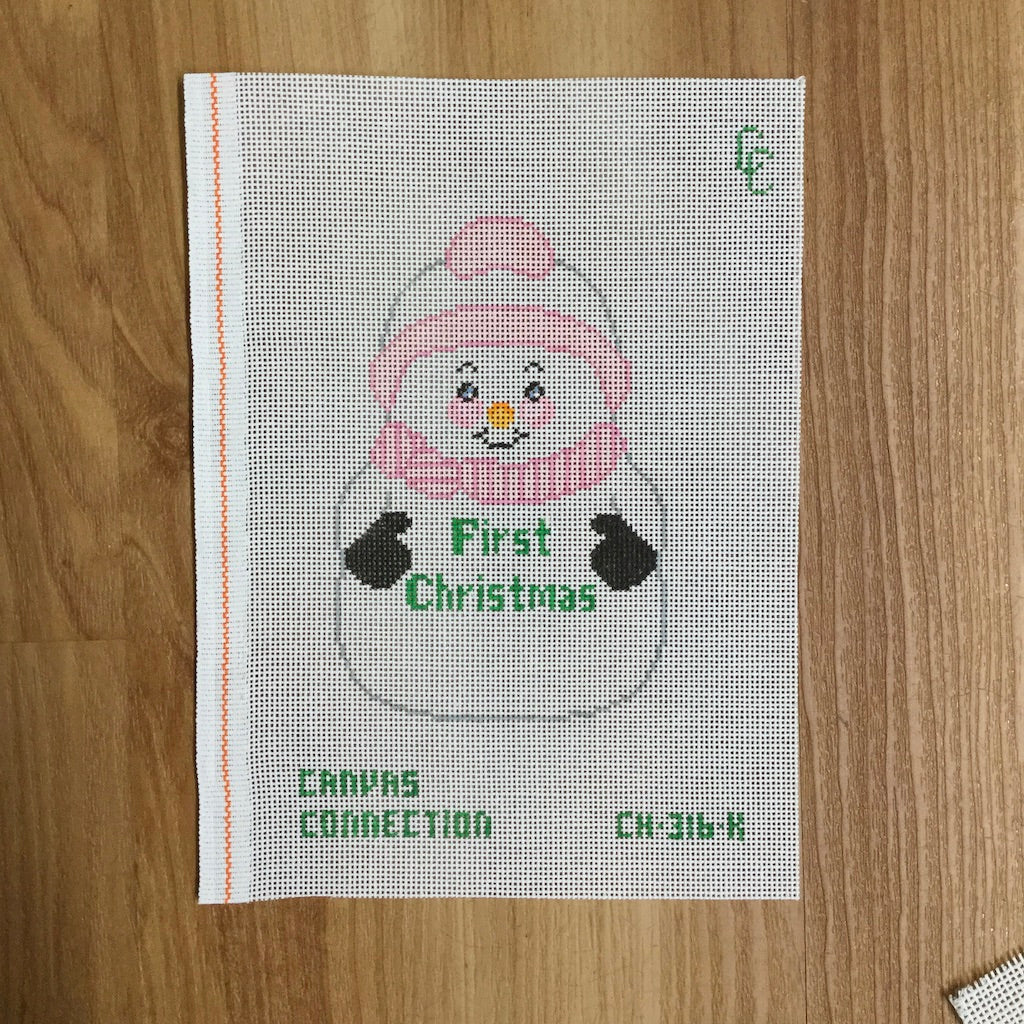 CC
First
Christmas
CANVAS
CONNECTION
CH·316·K